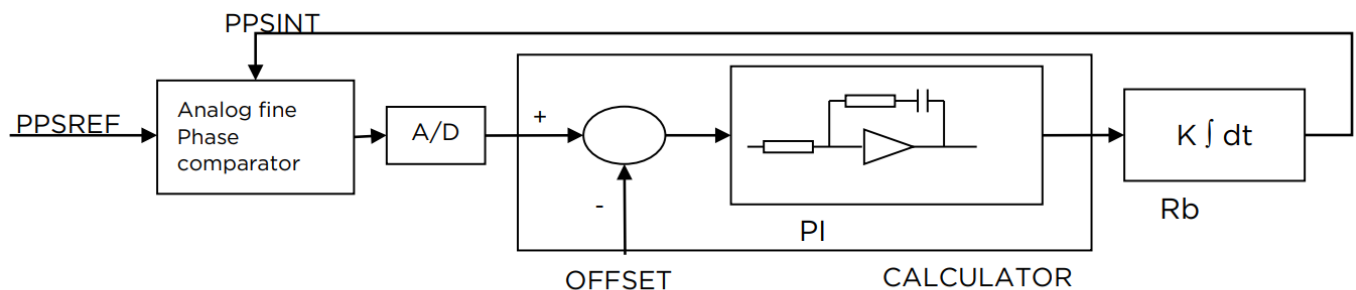 PPSINT
PPSREF
Analog fine
Phase
comparator
A/D
+
-
OFFSET
PI
CALCULATOR
K ∫ dt
Rb